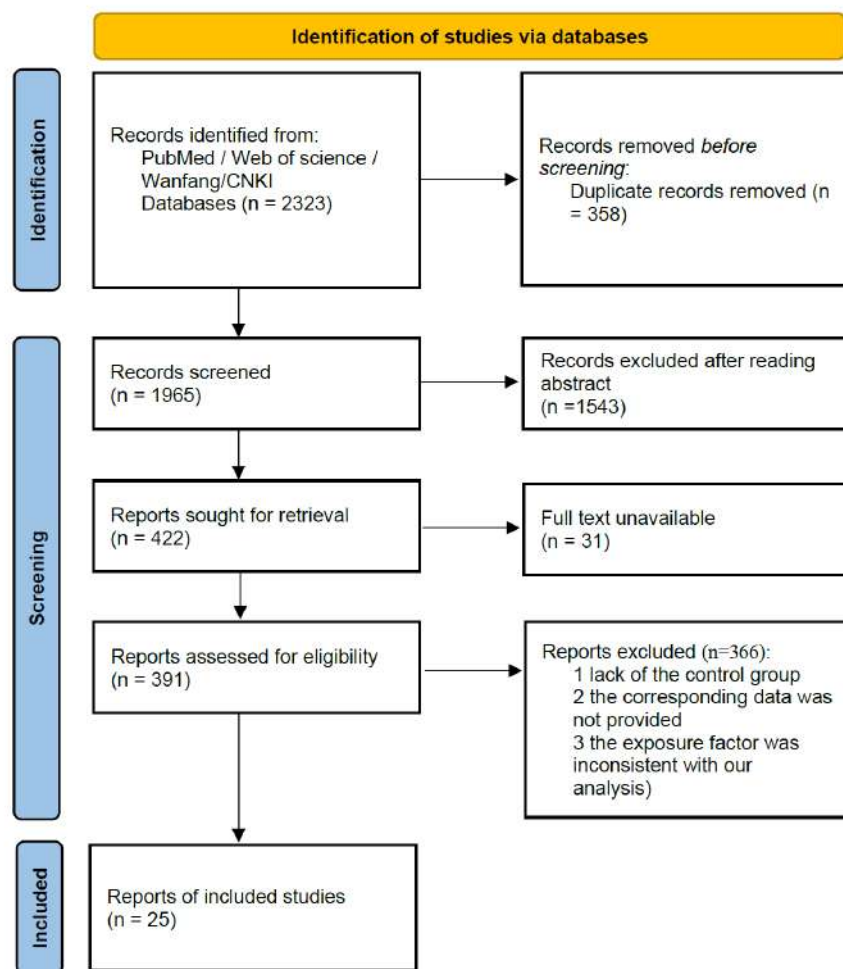 Identification of studies via databases
Identification
Records identified from:
PubMed / Web of science /
Wanfang/CNKI
Databases (n = 2323)
Records removed before
screening:
Duplicate records removed (n
= 358)
Screening
Records screened
(n = 1965)
Records excluded after reading
abstract
(n =1543)
Reports sought for retrieval
(n = 422)
Full text unavailable
(n = 31)
Reports assessed for eligibility
(n = 391)
Reports excluded (n=366):
1 lack of the control group
2 the corresponding data was
not provided
3 the exposure factor was
inconsistent with our
analysis)
Included
Reports of included studies
(n = 25)